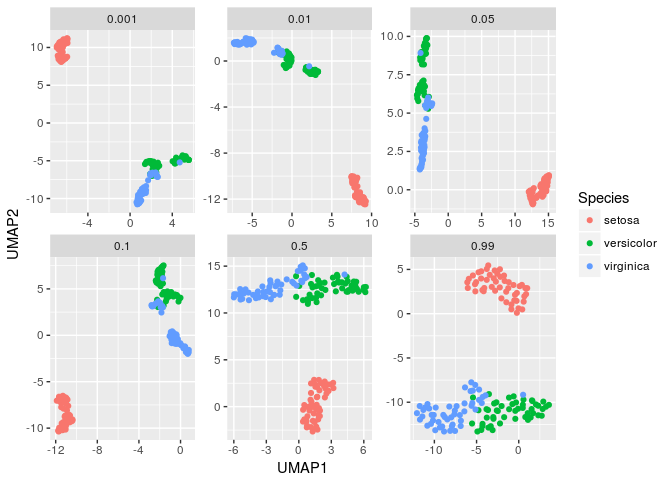 0.001 0.01 0.05
10 5 0 -5 -10
-4 0 4
0 -4 -8 -12
-5 0 5 10
10.0 7.5 5.0 2.5 0.0
-5 0 5 10 15
0.1 0.5 0.99
5 0 -5 -10
-12 -8 -4 0
15 10 5 0
-6 -3 0 3 6
5 0 -5 -10
-10 -5 0
UMAP2
UMAP1
Species
setosa
versicolor
virginica